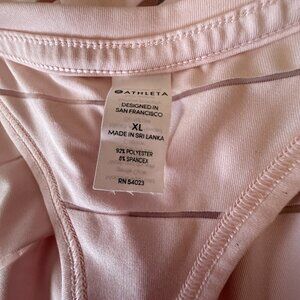 ATHLETA
DESIGNED IN
SAN FRANCISCO
XL
MADE IN SRI LANKA
92% POLYESTER
8% SPANDEX
RN 54023